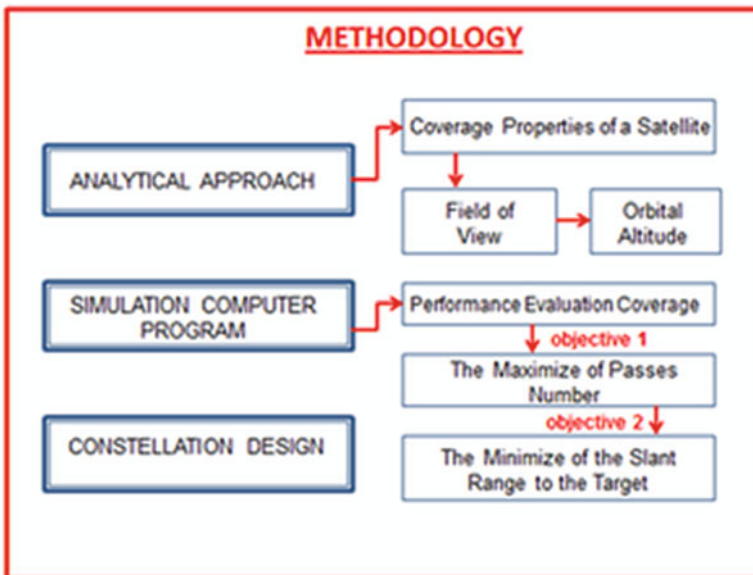 METHODOLOGY
ANALYTICAL APPROACH
Coverage Properties of a Satellite
Field of
View
Orbital
Altitude
SIMULATION COMPUTER
PROGRAM
Performance Evaluation Coverage
objective 1
The Maximize of Passes
Number
objective 2
CONSTELLATION DESIGN
The Minimize of the Slant
Range to the Target